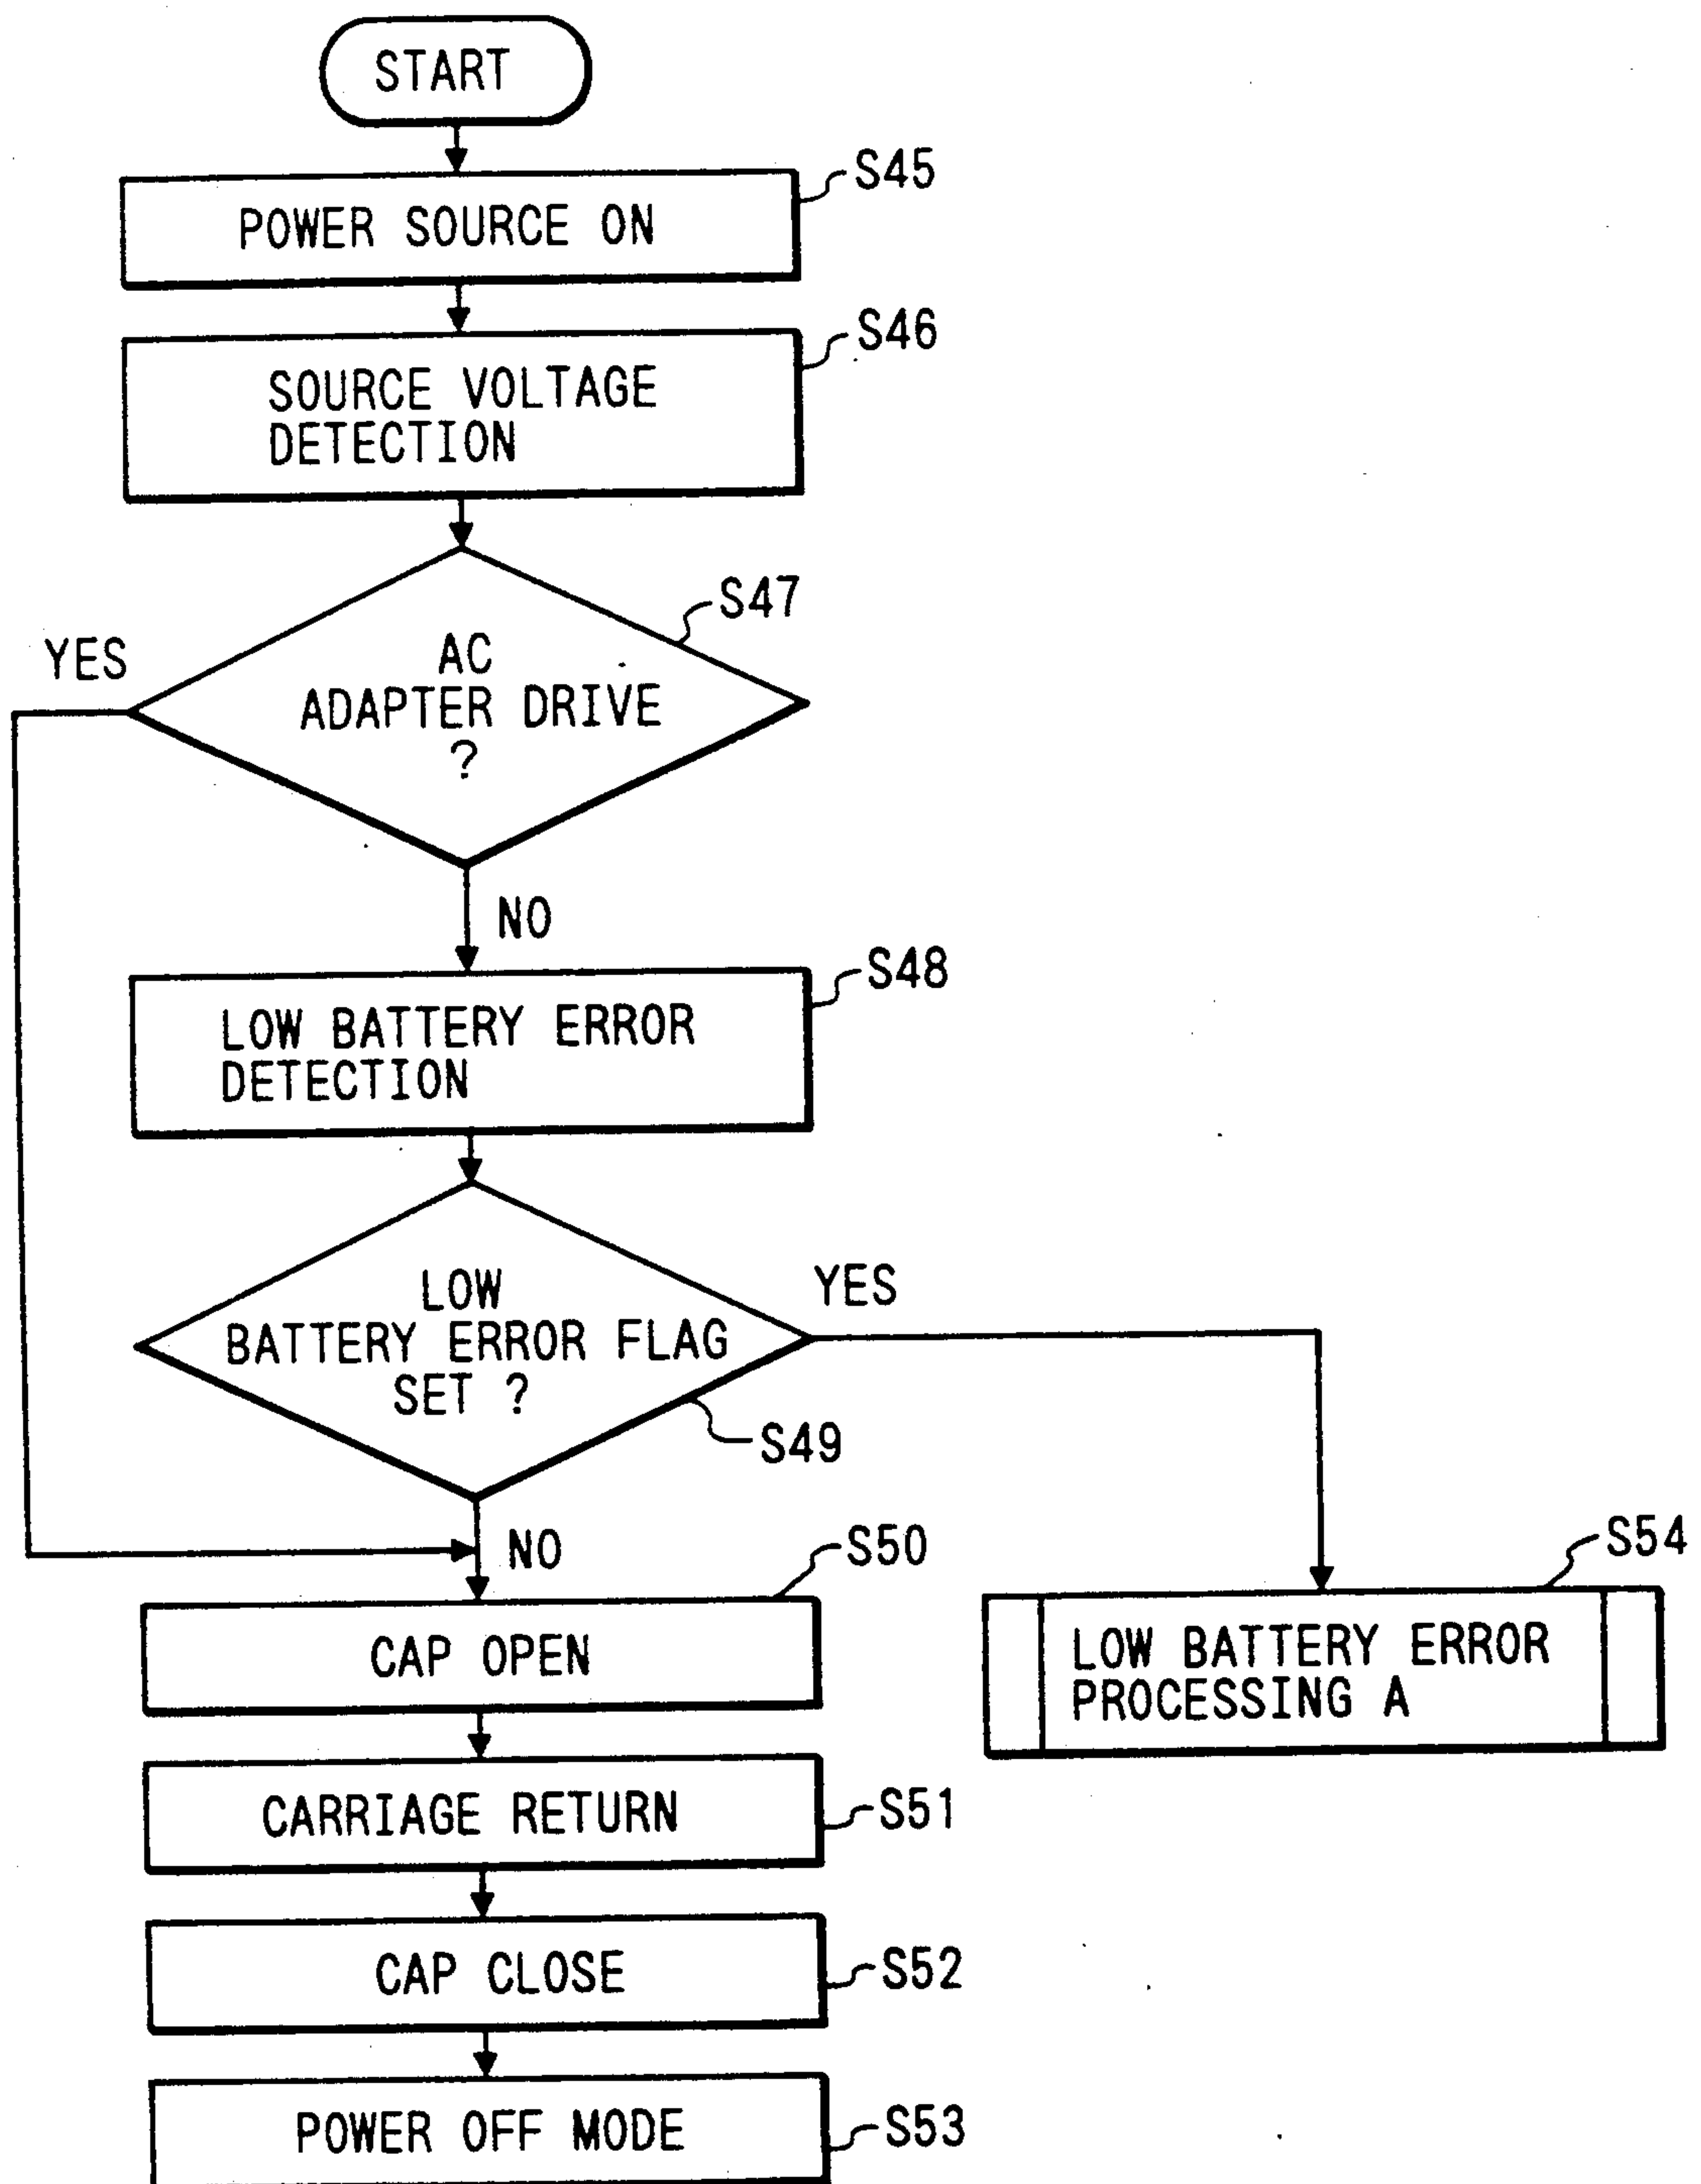 START
S45
POWER SOURCE ON
S46
SOURCE VOLTAGE
DETECTION
S47
YES
AC
ADAPTER DRIVE
?
NO
S48
LOW BATTERY ERROR
DETECTION
YES
LOW
BATTERY ERROR FLAG
SET ?
S49
NO
S50
S54
CAP OPEN
LOW BATTERY ERROR
PROCESSING A
CARRIAGE RETURN
S51
CAP CLOSE
S52
POWER OFF MODE
S53